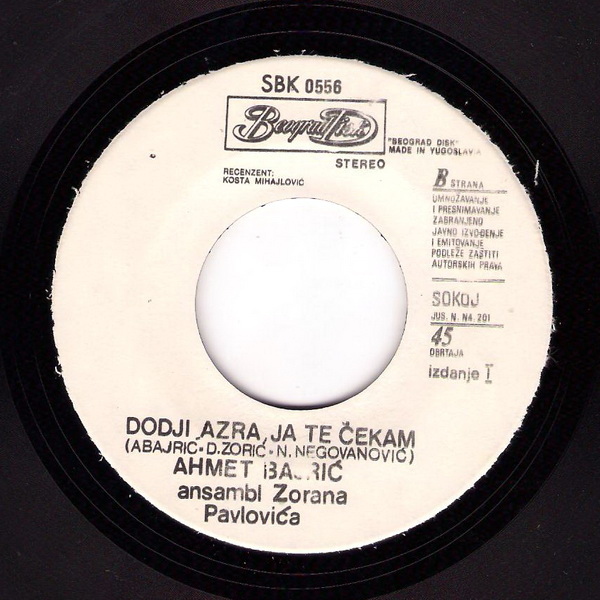 SBK 0556
Beograd Disk
"BEOGRAD DISK"
MADE IN YUGOSLAVIA
STEREO
RECENZENT:
KOSTA MIHAJLOVIĆ
B STRANA
UMNOŽAVANJE
I PRESNIMAVANJE
ZABRANJENO
JAVNO IZVOĐENJE
I EMITOVANJE
PODLEŽE ZAŠTITI
AUTORSKIH PRAVA
SOKOJ
JUS. N. N4. 201
45
OBRTAJA
izdanje I
DODJI AZRA, JA TE ČEKAM
(ABAJRIĆ-D.ZORIĆ-N. NEGOVANOVIĆ)
AHMET BAJRIĆ
ansambl Zorana
Pavlovića